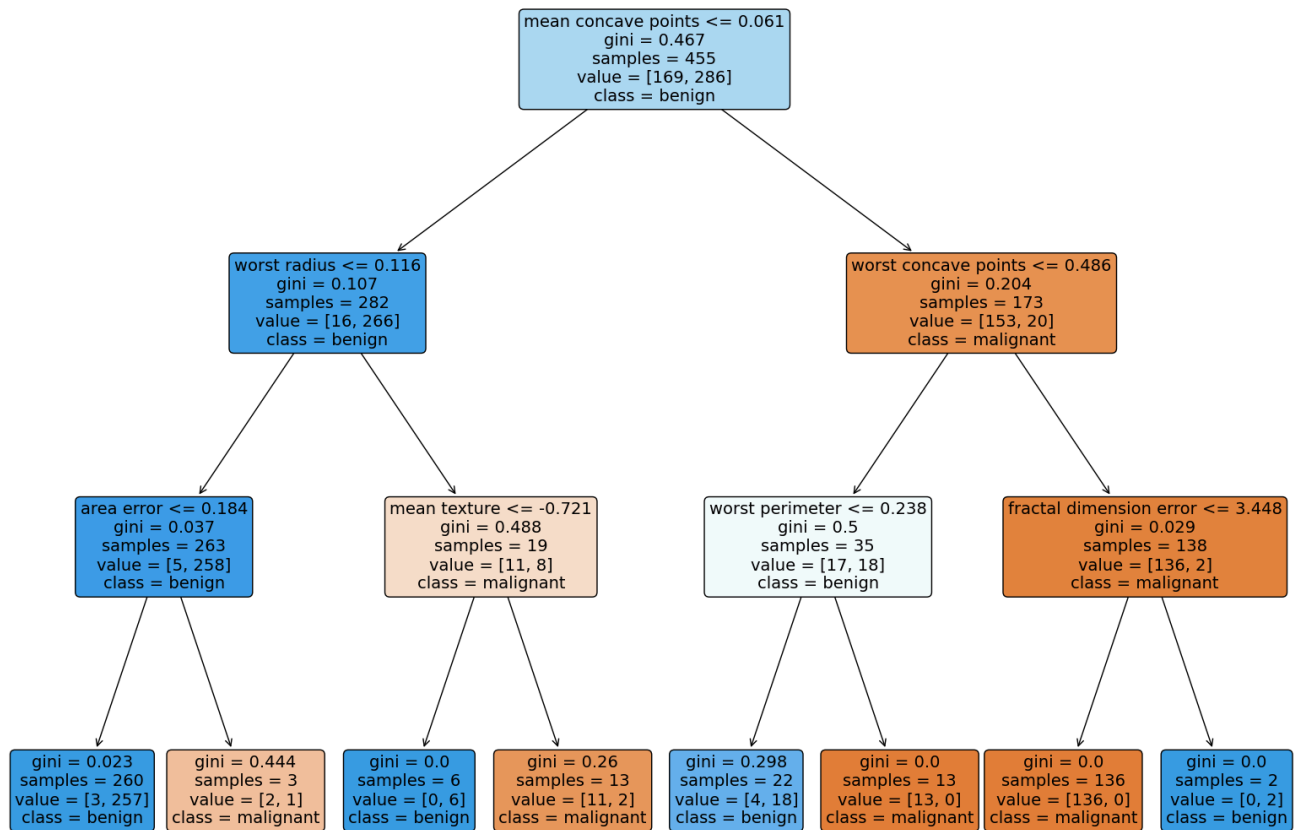 mean concave points <= 0.061
gini = 0.467
samples = 455
value = [169, 286]
class = benign
worst radius <= 0.116
gini = 0.107
samples = 282
value = [16, 266]
class = benign
worst concave points <= 0.486
gini = 0.204
samples = 173
value = [153, 20]
class = malignant
area error <= 0.184
gini = 0.037
samples = 263
value = [5, 258]
class = benign
mean texture <= -0.721
gini = 0.488
samples = 19
value = [11, 8]
class = malignant
worst perimeter <= 0.238
gini = 0.5
samples = 35
value = [17, 18]
class = benign
fractal dimension error <= 3.448
gini = 0.029
samples = 138
value = [136, 2]
class = malignant
gini = 0.023
samples = 260
value = [3, 257]
class = benign
gini = 0.444
samples = 3
value = [2, 1]
class = malignant
gini = 0.0
samples = 6
value = [0, 6]
class = benign
gini = 0.26
samples = 13
value = [11, 2]
class = malignant
gini = 0.298
samples = 22
value = [4, 18]
class = benign
gini = 0.0
samples = 13
value = [13, 0]
class = malignant
gini = 0.0
samples = 136
value = [136, 0]
class = malignant
gini = 0.0
samples = 2
value = [0, 2]
class = benign